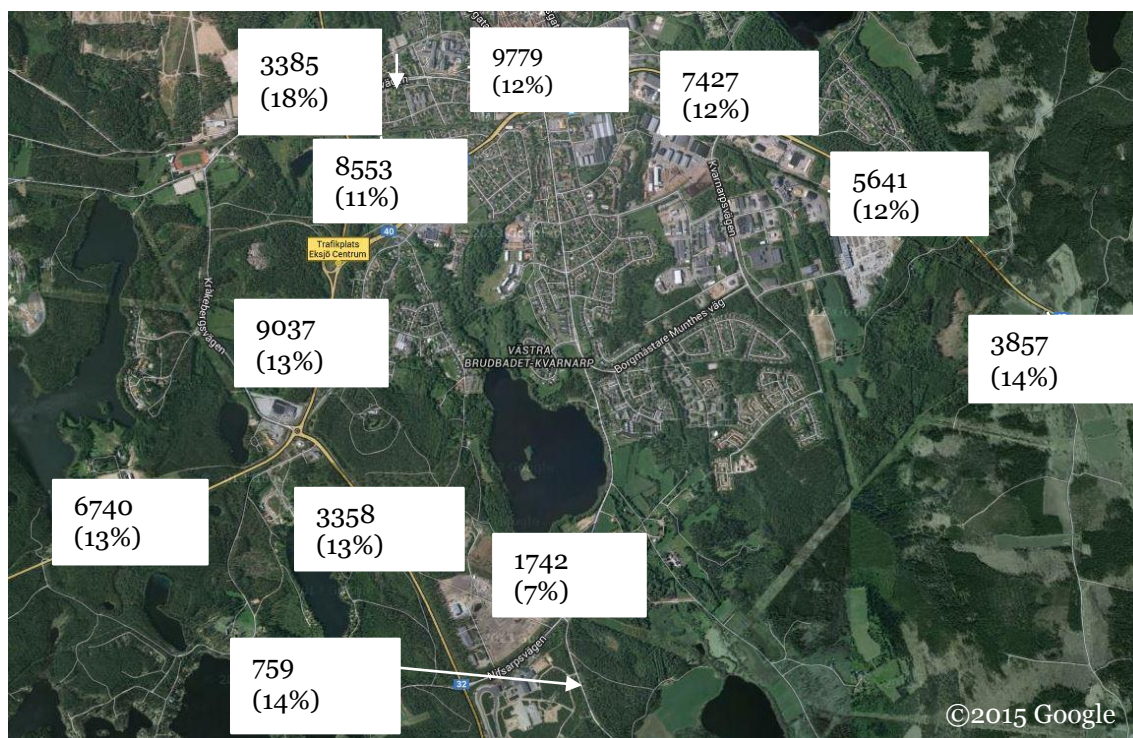 3385
(18%)
9779
(12%)
7427
(12%)
8553
(11%)
5641
(12%)
Kvarnarpsvägen
40
Trafikplats
Eksjö Centrum
Kråkebergsvägen
9037
(13%)
Borgmästare Munthes väg
VÄSTRA
BRUDBADET-KVARNARP
3857
(14%)
6740
(13%)
3358
(13%)
1742
(7%)
759
(14%)
32
Nifsarpsvägen
©2015 Google